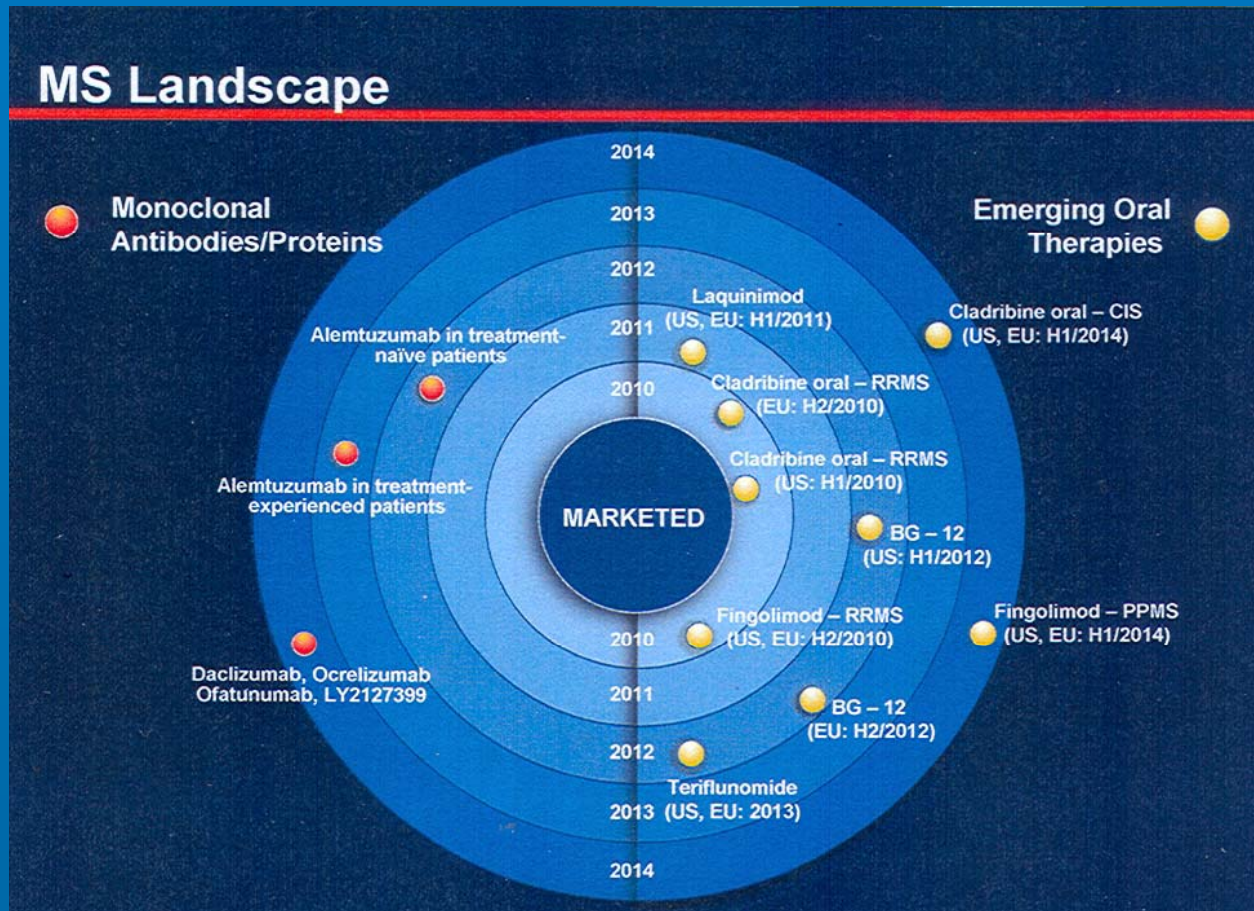 MS Landscape
Monoclonal
Antibodies/Proteins
Emerging Oral
Therapies
2014
2013
2012
2011
2010
MARKETED
2010
2011
2012
2013
2014
Alemtuzumab in treatment-
naïve patients
Alemtuzumab in treatment-
experienced patients
Daclizumab, Ocrelizumab
Ofatunumab, LY2127399
Laquinimod
(US, EU: H1/2011)
Cladribine oral – CIS
(US, EU: H1/2014)
Cladribine oral – RRMS
(EU: H2/2010)
Cladribine oral – RRMS
(US: H1/2010)
BG – 12
(US: H1/2012)
Fingolimod – RRMS
(US, EU: H2/2010)
Fingolimod – PPMS
(US, EU: H1/2014)
BG – 12
(EU: H2/2012)
Teriflunomide
(US, EU: 2013)